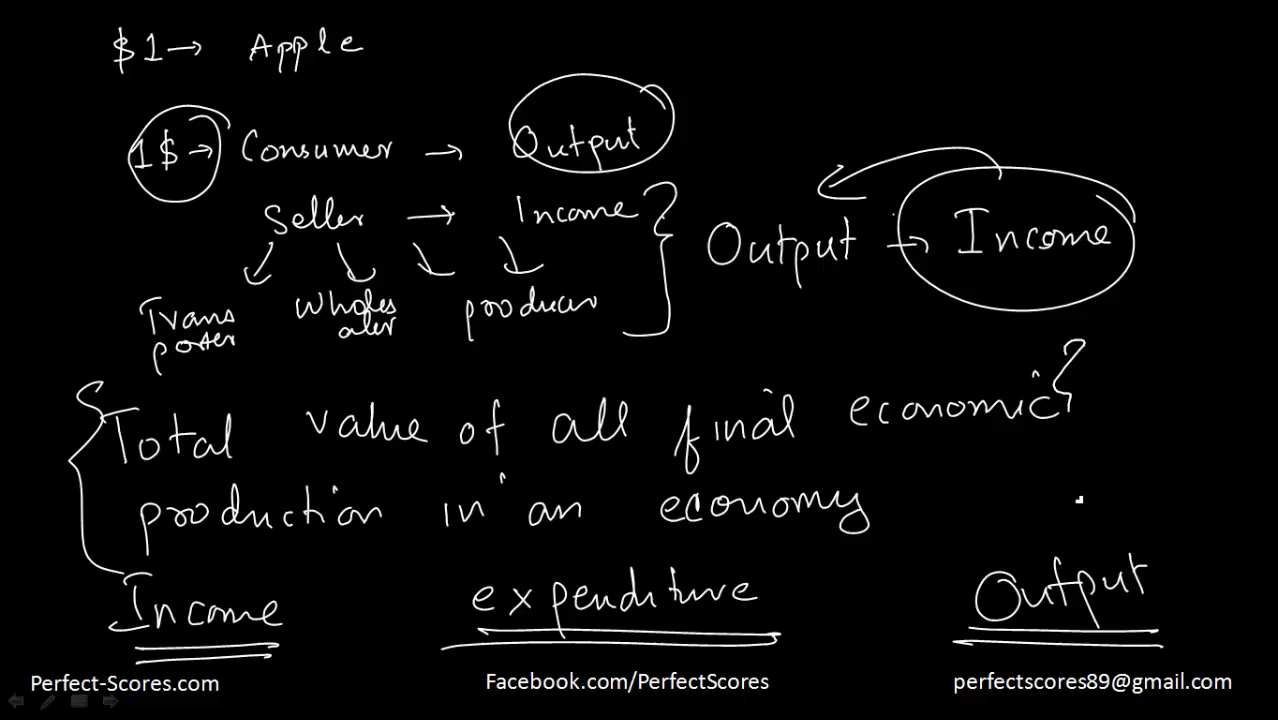 $1 → Apple
1$ → Consumer → Output
Seller → Income
Output → Income
Trans
porter
Wholes
aler
producer
Total value of all final economic
production in an economy
Income expenditure Output
Perfect-Scores.com Facebook.com/PerfectScores perfectscores89@gmail.com